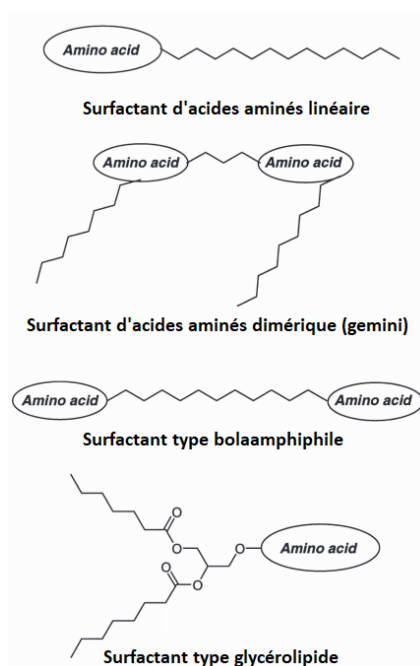 Amino acid
Surfactant d'acides aminés linéaire
Amino acid Amino acid
Surfactant d'acides aminés dimérique (gemini)
Amino acid Amino acid
Surfactant type bolaamphiphile
O
O
O Amino acid
O
O
Surfactant type glycérolipide